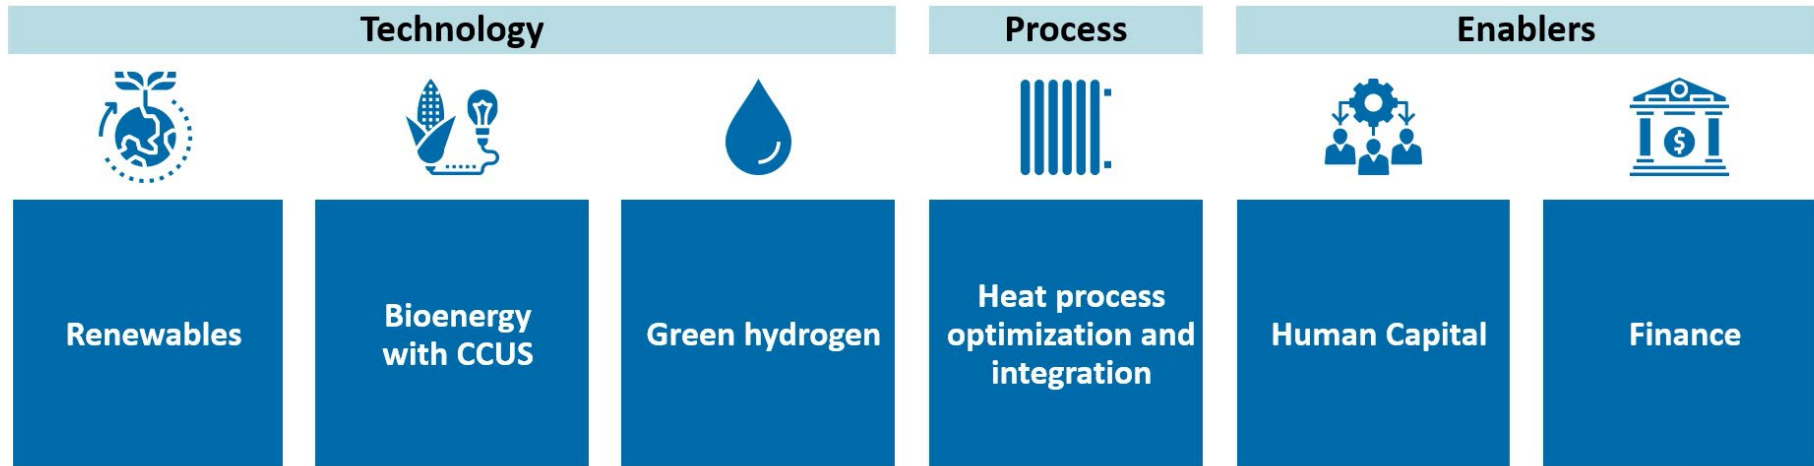 Technology
Process
Enablers
Renewables
Bioenergy
with CCUS
Green hydrogen
Heat process
optimization and
integration
Human Capital
Finance
$